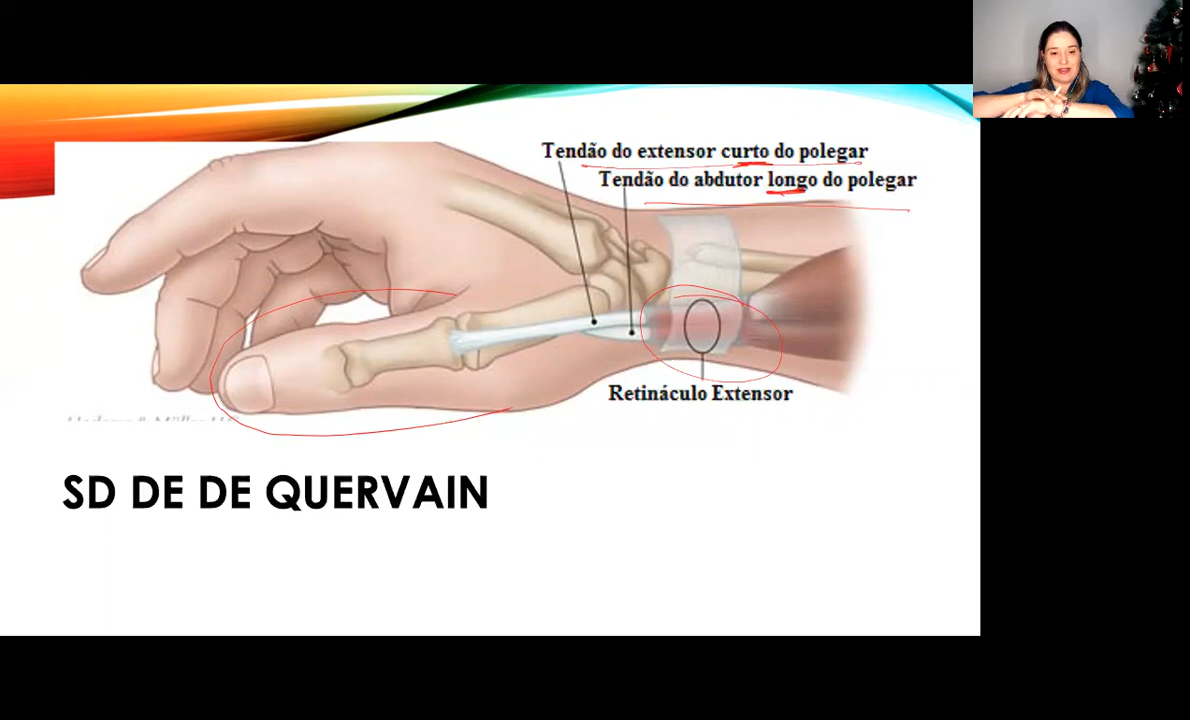 Tendão do extensor curto do polegar
Tendão do abdutor longo do polegar
Retináculo Extensor
SD DE DE QUERVAIN